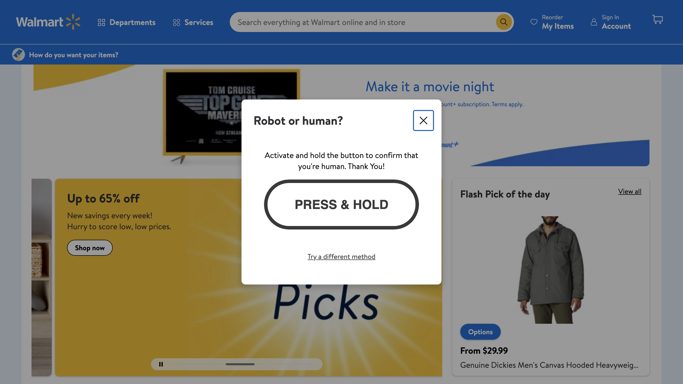 Walmart
Departments
Services
Search everything at Walmart online and in store
Reorder
My Items
Sign In
Account
How do you want your items?
TOM CRUISE
TOP GUN
MAVERICK
Make it a movie night
ount+ subscription. Terms apply.
Robot or human?
Activate and hold the button to confirm that
you're human. Thank You!
PRESS & HOLD
Try a different method
Up to 65% off
New savings every week!
Hurry to score low, low prices.
Shop now
Picks
Flash Pick of the day
View all
Options
From $29.99
Genuine Dickies Men's Canvas Hooded Heavyweig...